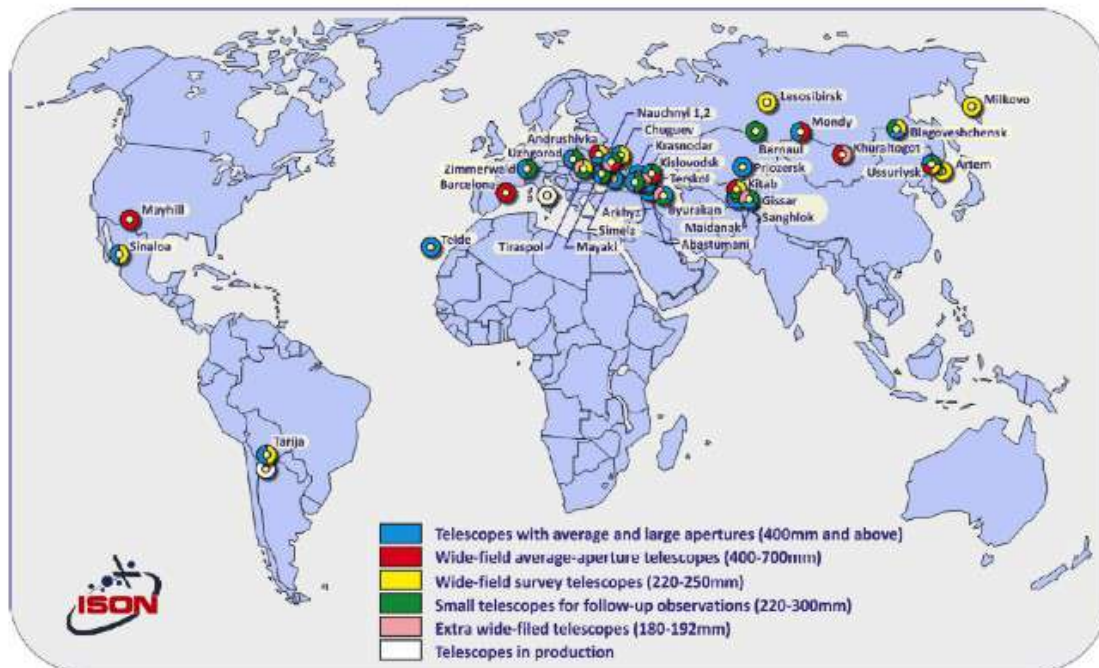 Nauchnyi 1,2
Lesosibirsk
Milkovo
Andrushivka
Chuguev
Mondy
Blagoveshchensk
Uzhgorod
Krasnodar
Barnaul
Khuraltogot
Zimmerwald
Kislovodsk
Priozersk
Artem
Barcelona
Terskol
Ussuriysk
Kitab
Mayhill
Arkhyz
Byurakan
Gissar
Sanghlok
Sinaloa
Telde
Simeiz
Maidanak
Tiraspol
Mayaki
Abastumani
Tarija
Telescopes with average and large apertures (400mm and above)
Wide-field average-aperture telescopes (400-700mm)
Wide-field survey telescopes (220-250mm)
Small telescopes for follow-up observations (220-300mm)
Extra wide-filed telescopes (180-192mm)
Telescopes in production
ISON